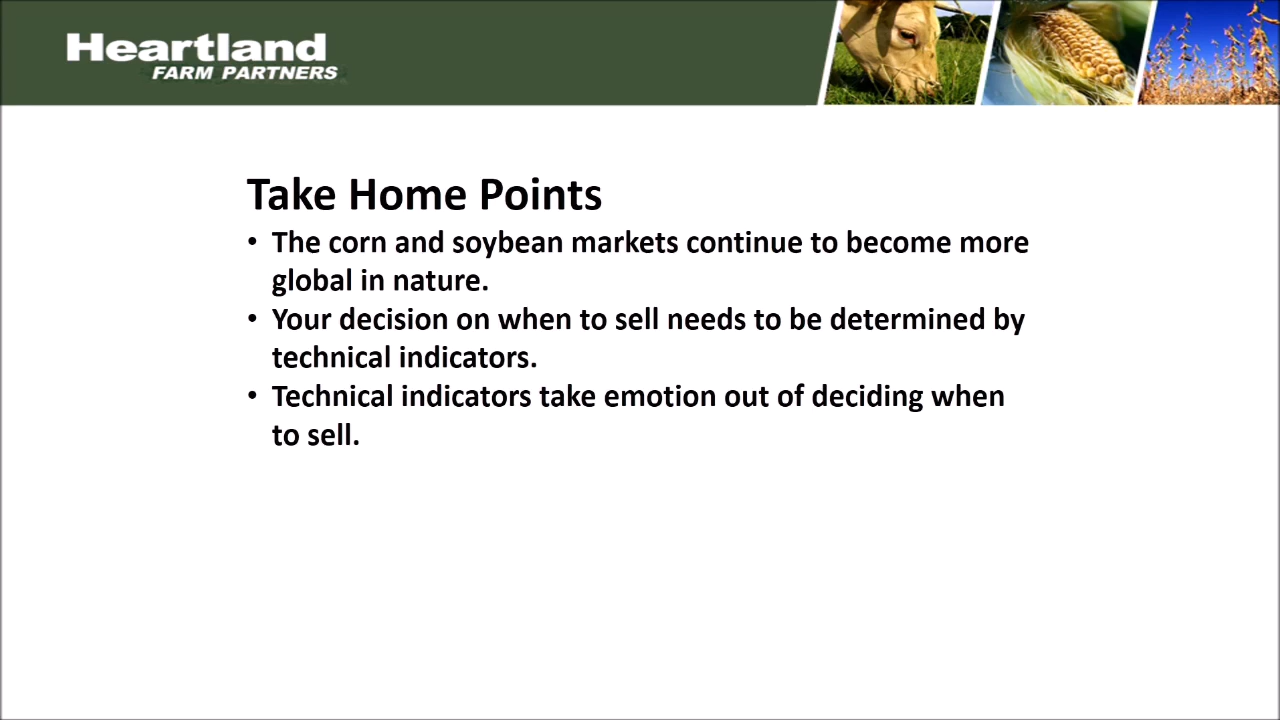 Heartland
FARM PARTNERS
Take Home Points
• The corn and soybean markets continue to become more
global in nature.
• Your decision on when to sell needs to be determined by
technical indicators.
• Technical indicators take emotion out of deciding when
to sell.